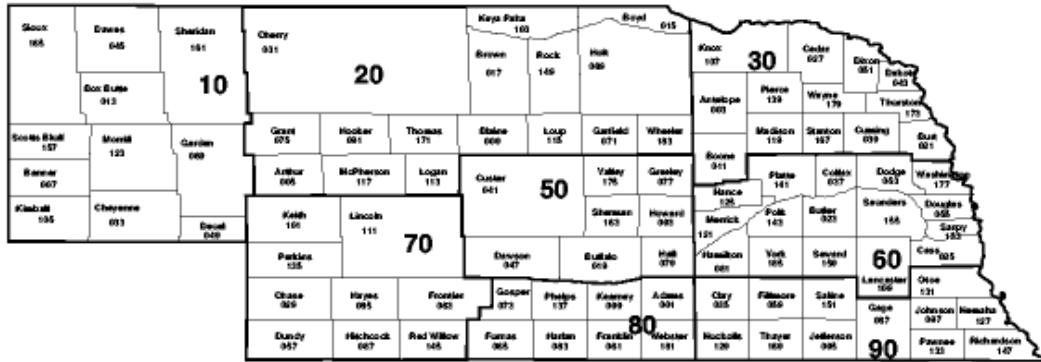 Sioux
165
Dawes
045
Sheridan
161
Cherry
031
Keya Paha
103
Boyd
015
Box Butte
013
10
20
Brown
017
Rock
149
Holt
089
Knox
107
30
Cedar
027
Dixon
051
Dakota
043
Antelope
003
Pierce
139
Wayne
179
Thurston
173
Scotts Bluff
157
Morrill
123
Garden
069
Grant
075
Hooker
091
Thomas
171
Blaine
009
Loup
115
Garfield
071
Wheeler
183
Madison
119
Stanton
167
Cuming
039
Burt
021
Banner
007
Arthur
005
McPherson
117
Logan
113
Custer
041
50
Valley
175
Greeley
077
Boone
011
Platte
141
Colfax
037
Dodge
053
Washington
177
Kimball
105
Cheyenne
033
Deuel
049
Keith
101
Lincoln
111
70
Sherman
163
Howard
093
Nance
125
Merrick
121
Polk
143
Butler
023
Saunders
155
Douglas
055
Sarpy
153
Perkins
135
Dawson
047
Buffalo
019
Hall
079
Hamilton
081
York
185
Seward
159
60
Lancaster
109
Cass
025
Otoe
131
Chase
029
Hayes
085
Frontier
063
Gosper
073
Phelps
137
Kearney
099
Adams
001
Clay
035
Fillmore
059
Saline
151
Gage
067
Johnson
097
Nemaha
127
Dundy
057
Hitchcock
087
Red Willow
145
Furnas
065
Harlan
083
Franklin
061
80
Webster
181
Nuckolls
129
Thayer
169
Jefferson
095
90
Pawnee
133
Richardson
147